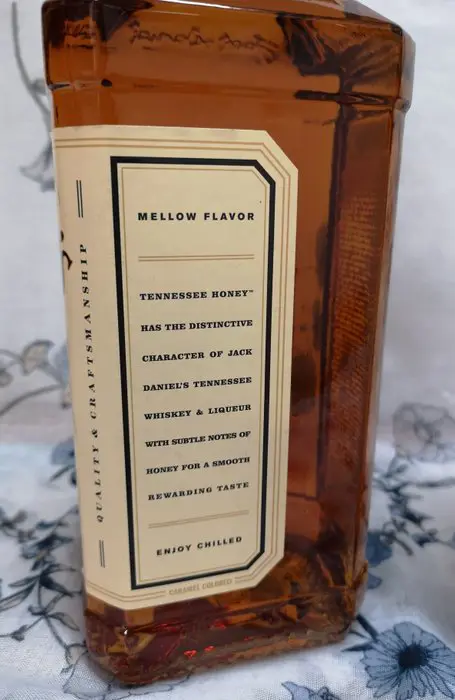 QUALITY & CRAFTSMANSHIP
MELLOW FLAVOR
TENNESSEE HONEY™
HAS THE DISTINCTIVE
CHARACTER OF JACK
DANIEL'S TENNESSEE
WHISKEY & LIQUEUR
WITH SUBTLE NOTES OF
HONEY FOR A SMOOTH
REWARDING TASTE
ENJOY CHILLED
CARAMEL COLORED